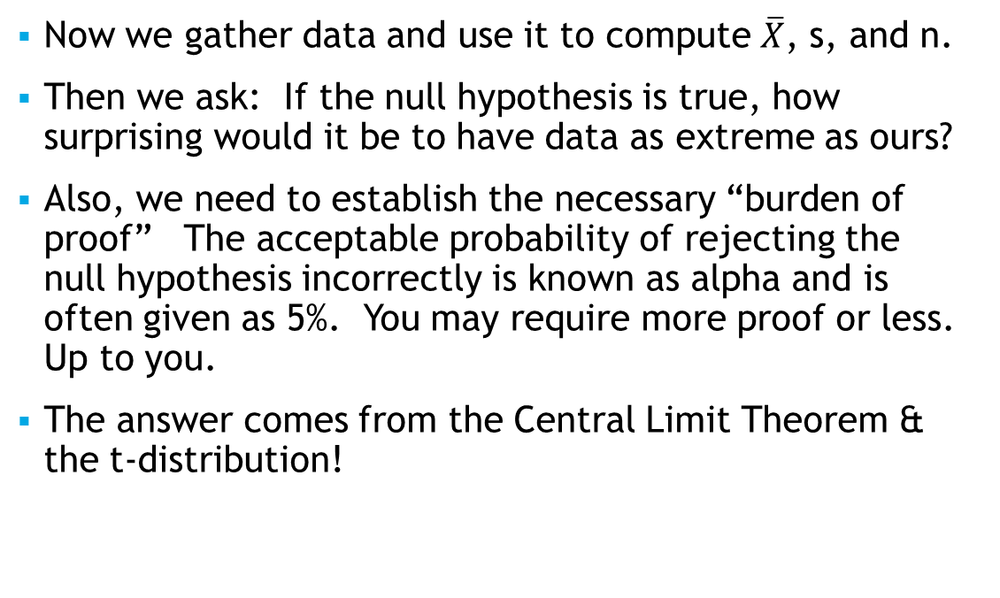 ▪ Now we gather data and use it to compute X̅, s, and n.
▪ Then we ask:  If the null hypothesis is true, how
surprising would it be to have data as extreme as ours?
▪ Also, we need to establish the necessary “burden of
proof”   The acceptable probability of rejecting the
null hypothesis incorrectly is known as alpha and is
often given as 5%.  You may require more proof or less.
Up to you.
▪ The answer comes from the Central Limit Theorem &
the t-distribution!